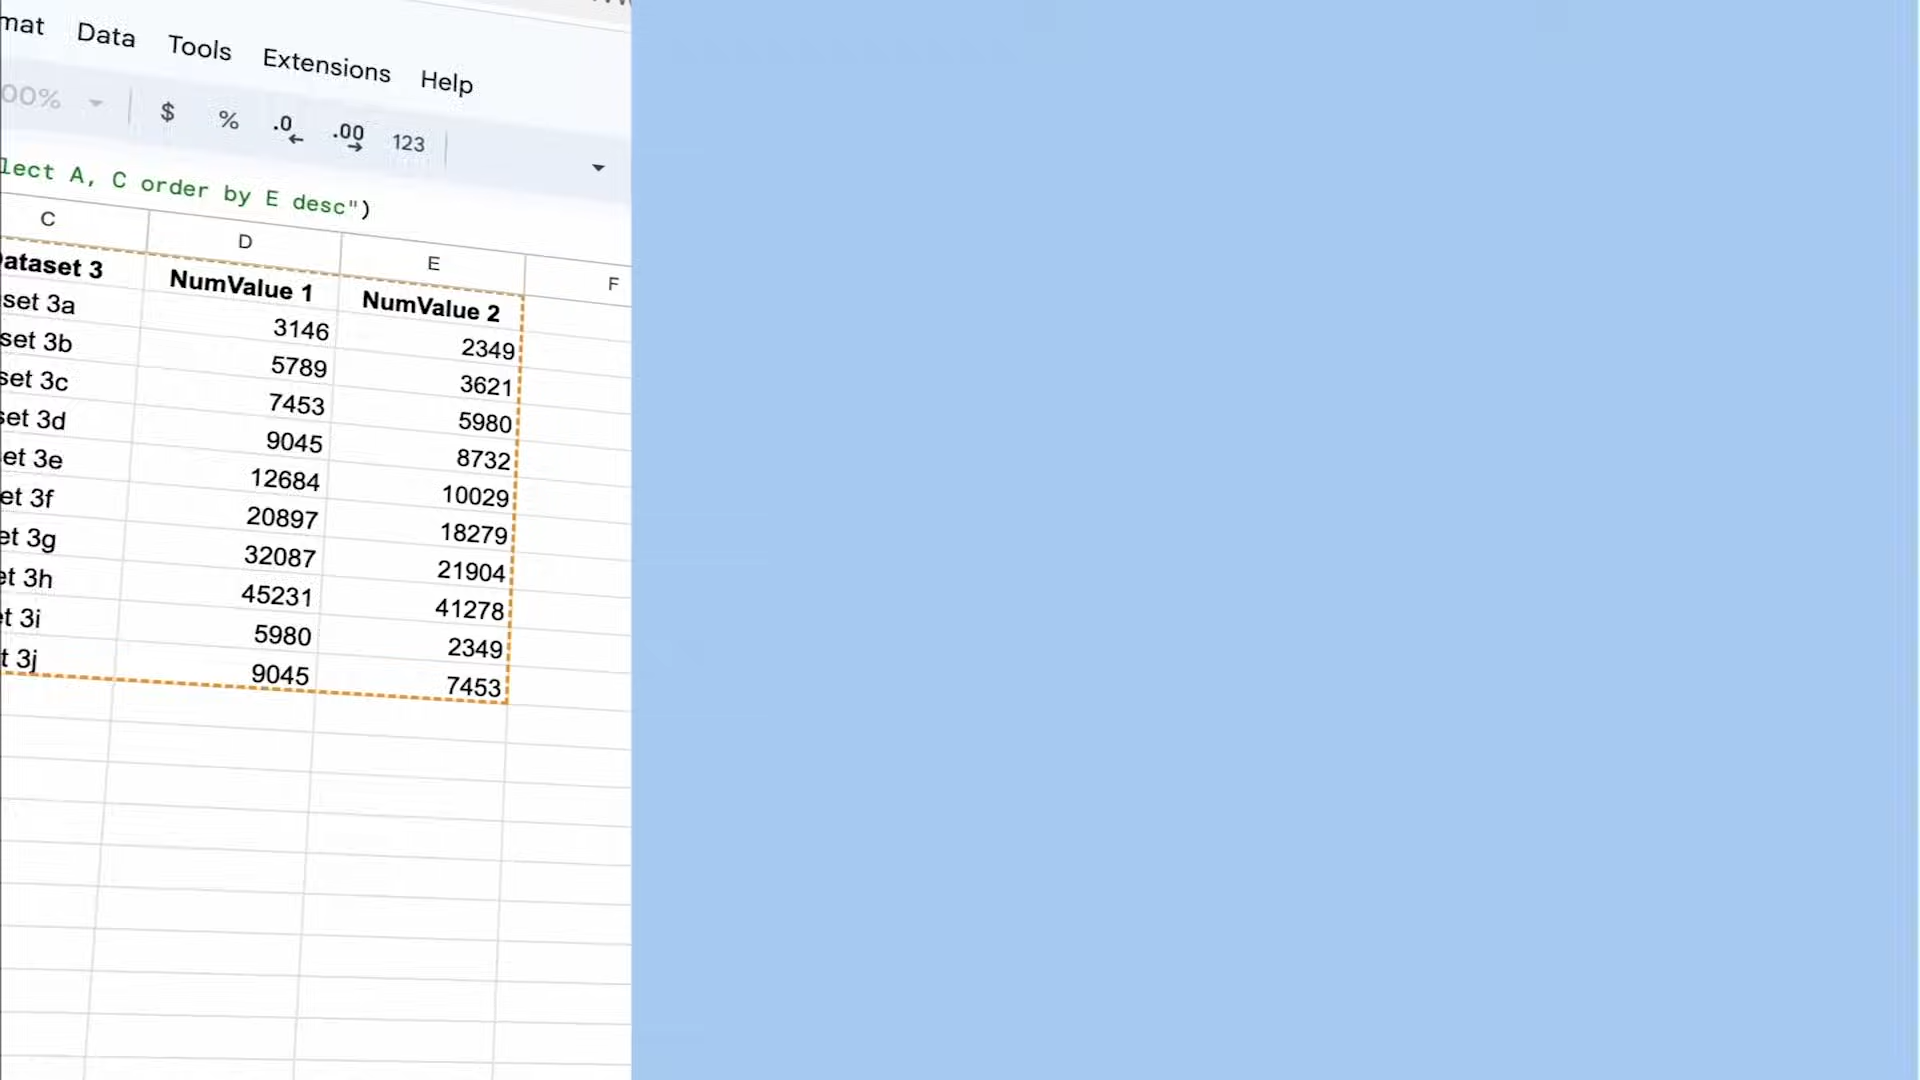 mat Data Tools Extensions Help
00% $ % .0 .00 123
lect A, C order by E desc")
C D E F
ataset 3 NumValue 1 NumValue 2
set 3a 3146 2349
set 3b 5789 3621
set 3c 7453 5980
set 3d 9045 8732
et 3e 12684 10029
et 3f 20897 18279
et 3g 32087 21904
et 3h 45231 41278
t 3i 5980 2349
t 3j 9045 7453